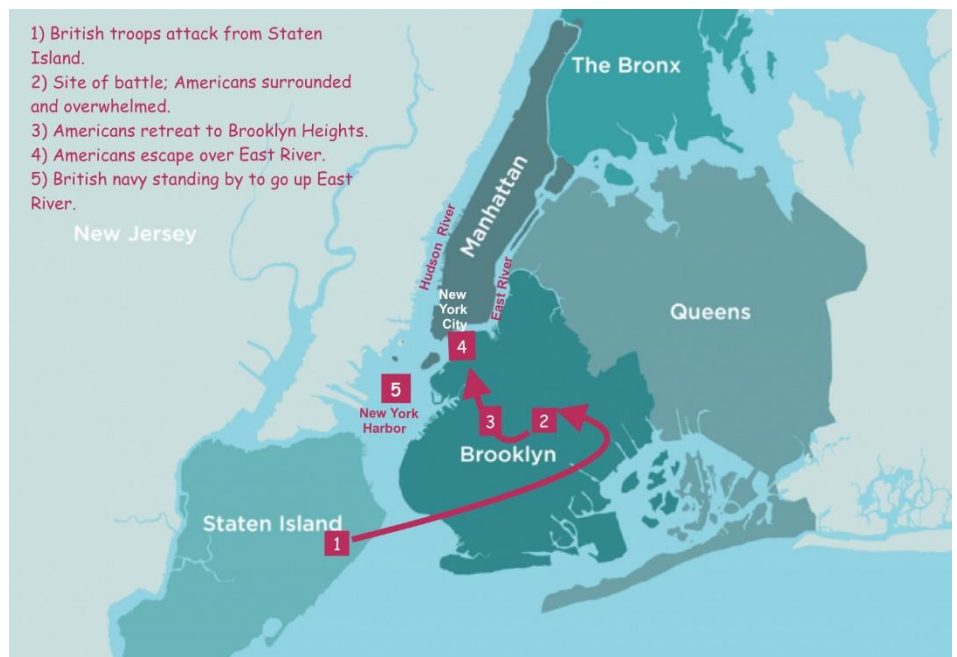 1) British troops attack from Staten
Island.
2) Site of battle; Americans surrounded
and overwhelmed.
3) Americans retreat to Brooklyn Heights.
4) Americans escape over East River.
5) British navy standing by to go up East
River.
The Bronx
New Jersey
Manhattan
Hudson River
East River
New
York
City
Queens
4
5
New York
Harbor
3
2
Brooklyn
Staten Island
1